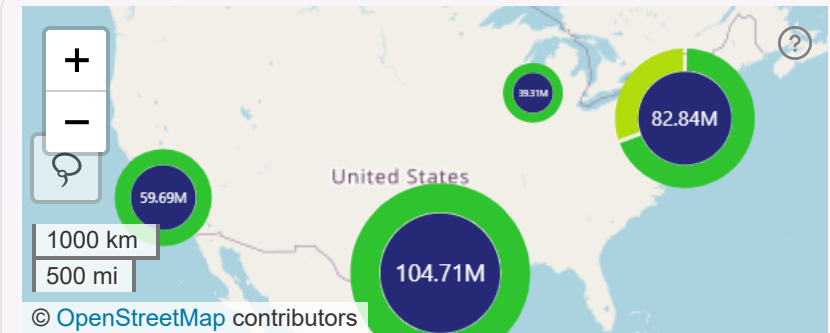 +
−
?
39.31M
82.84M
United States
59.69M
1000 km
500 mi
104.71M
© OpenStreetMap contributors